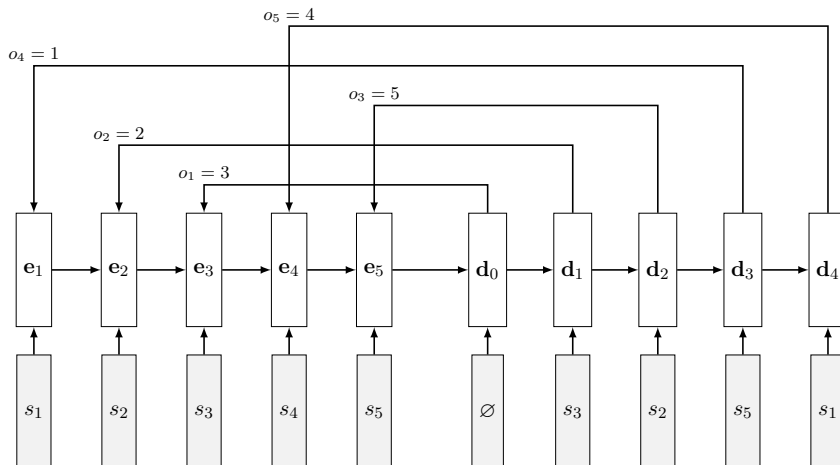 o₅ = 4
o₄ = 1
o₃ = 5
o₂ = 2
o₁ = 3
e₁ e₂ e₃ e₄ e₅ d₀ d₁ d₂ d₃ d₄
s₁ s₂ s₃ s₄ s₅ ∅ s₃ s₂ s₅ s₁